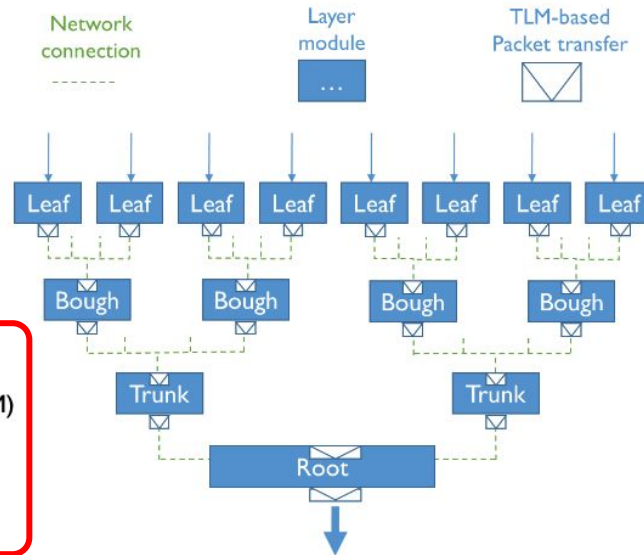 Network
connection
Layer
module
...
TLM-based
Packet transfer
Leaf Leaf Leaf Leaf Leaf Leaf Leaf Leaf
Bough Bough Bough Bough
Trunk Trunk
Root